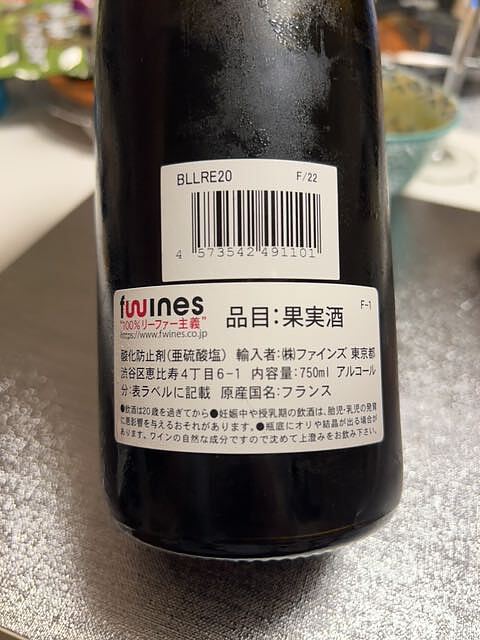 BLLRE20 F/22
4 573542 491101
fwines
"100%リーファー主義"
https://www.fwines.co.jp
品目:果実酒
F-1
酸化防止剤(亜硫酸塩) 輸入者:㈱ファインズ 東京都
渋谷区恵比寿4丁目6-1 内容量:750ml アルコール
分:表ラベルに記載 原産国名:フランス
●飲酒は20歳を過ぎてから●妊娠中や授乳期の飲酒は、胎児・乳児の発育
に悪影響を与えるおそれがあります。●瓶底にオリや結晶が出る場合が
あります。ワインの自然な成分ですので沈めて上澄みをお飲み下さい。